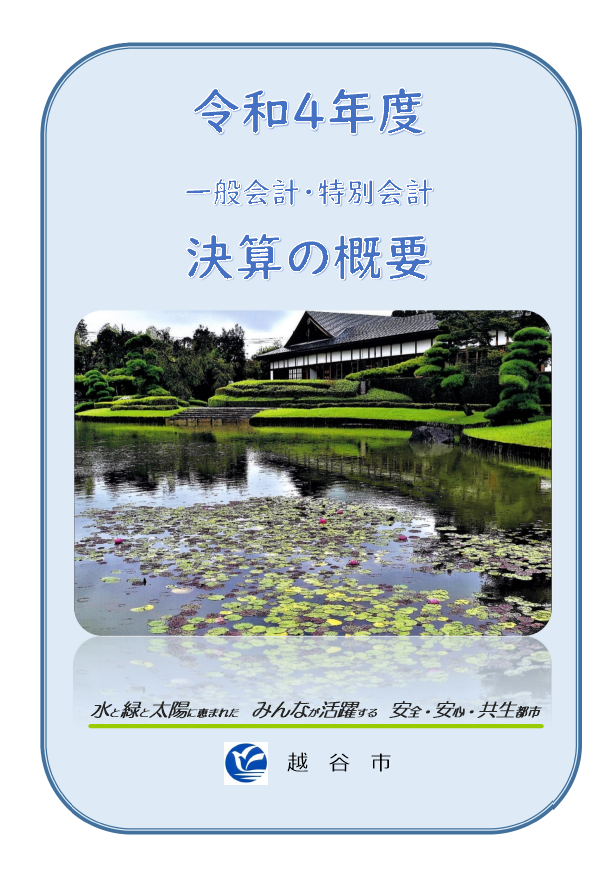 令和4年度
一般会計・特別会計
決算の概要
水と緑と太陽に恵まれた　みんなが活躍する　安全・安心・共生都市
越谷市